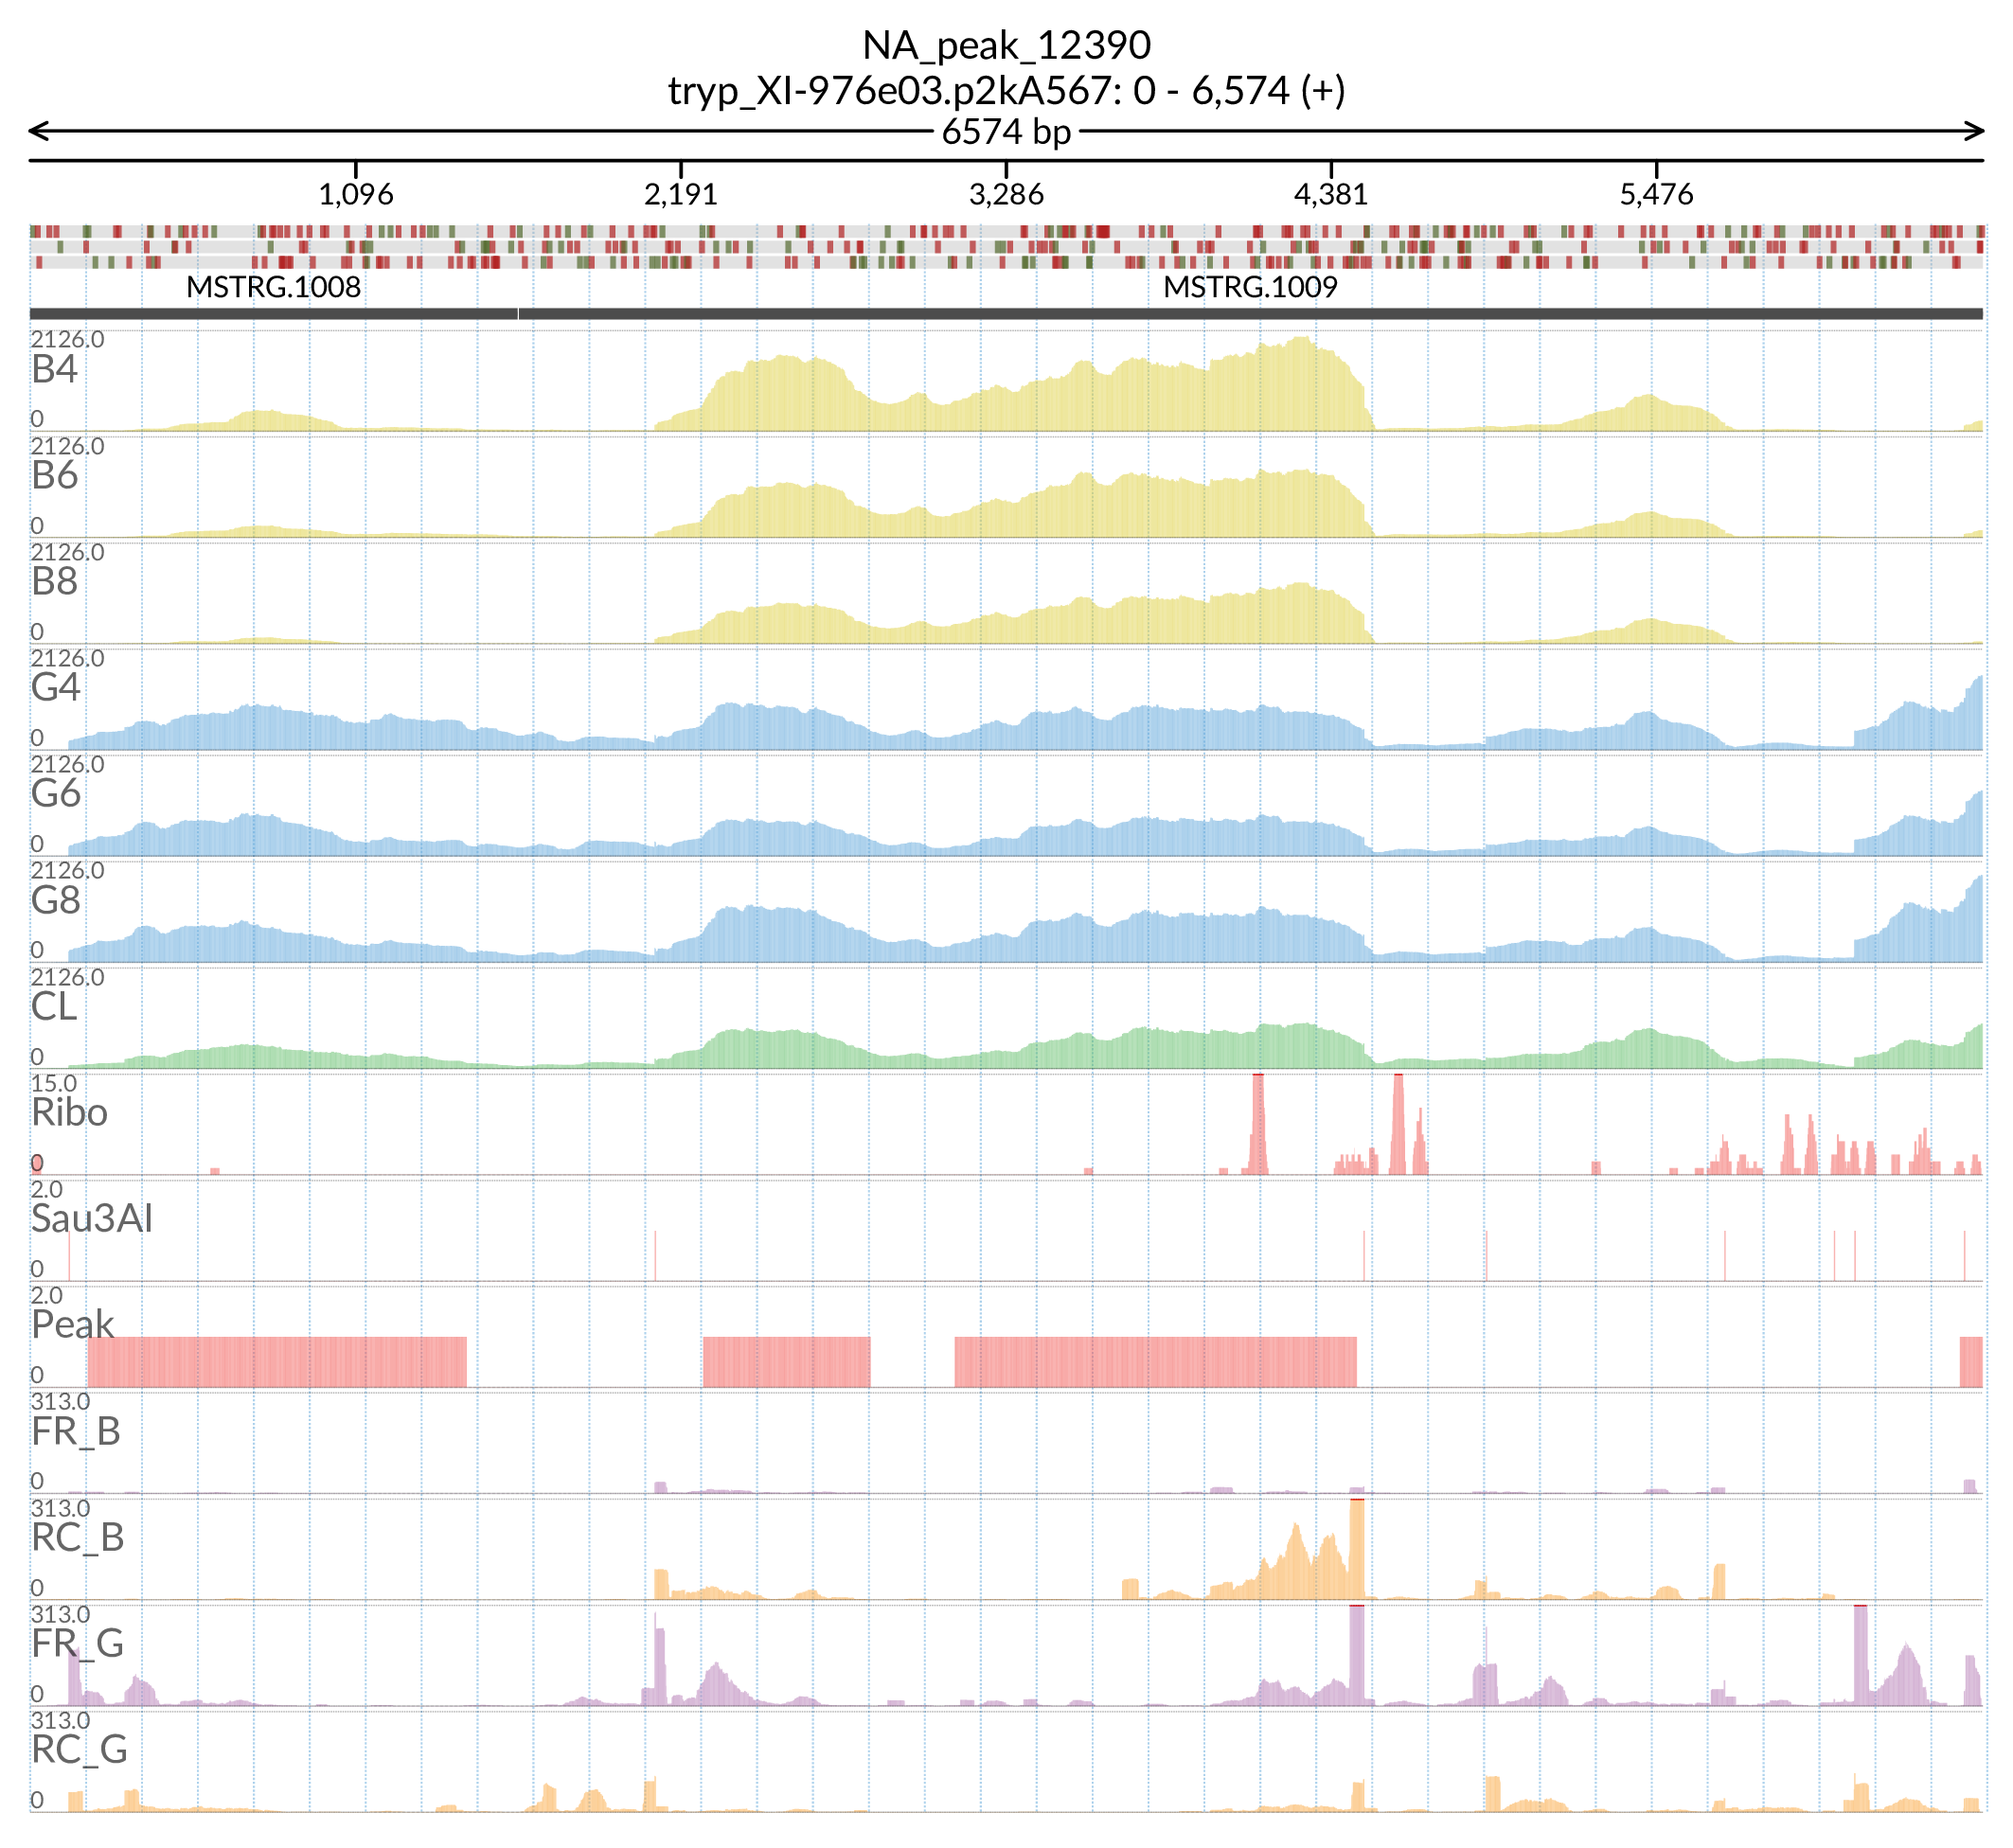 NA_peak_12390
tryp_XI-976e03.p2kA567: 0 - 6,574 (+)
6574 bp
1,096 2,191 3,286 4,381 5,476
MSTRG.1008 MSTRG.1009
2126.0
B4
0
2126.0
B6
0
2126.0
B8
0
2126.0
G4
0
2126.0
G6
0
2126.0
G8
0
2126.0
CL
0
15.0
Ribo
0
2.0
Sau3AI
0
2.0
Peak
0
313.0
FR_B
0
313.0
RC_B
0
313.0
FR_G
0
313.0
RC_G
0